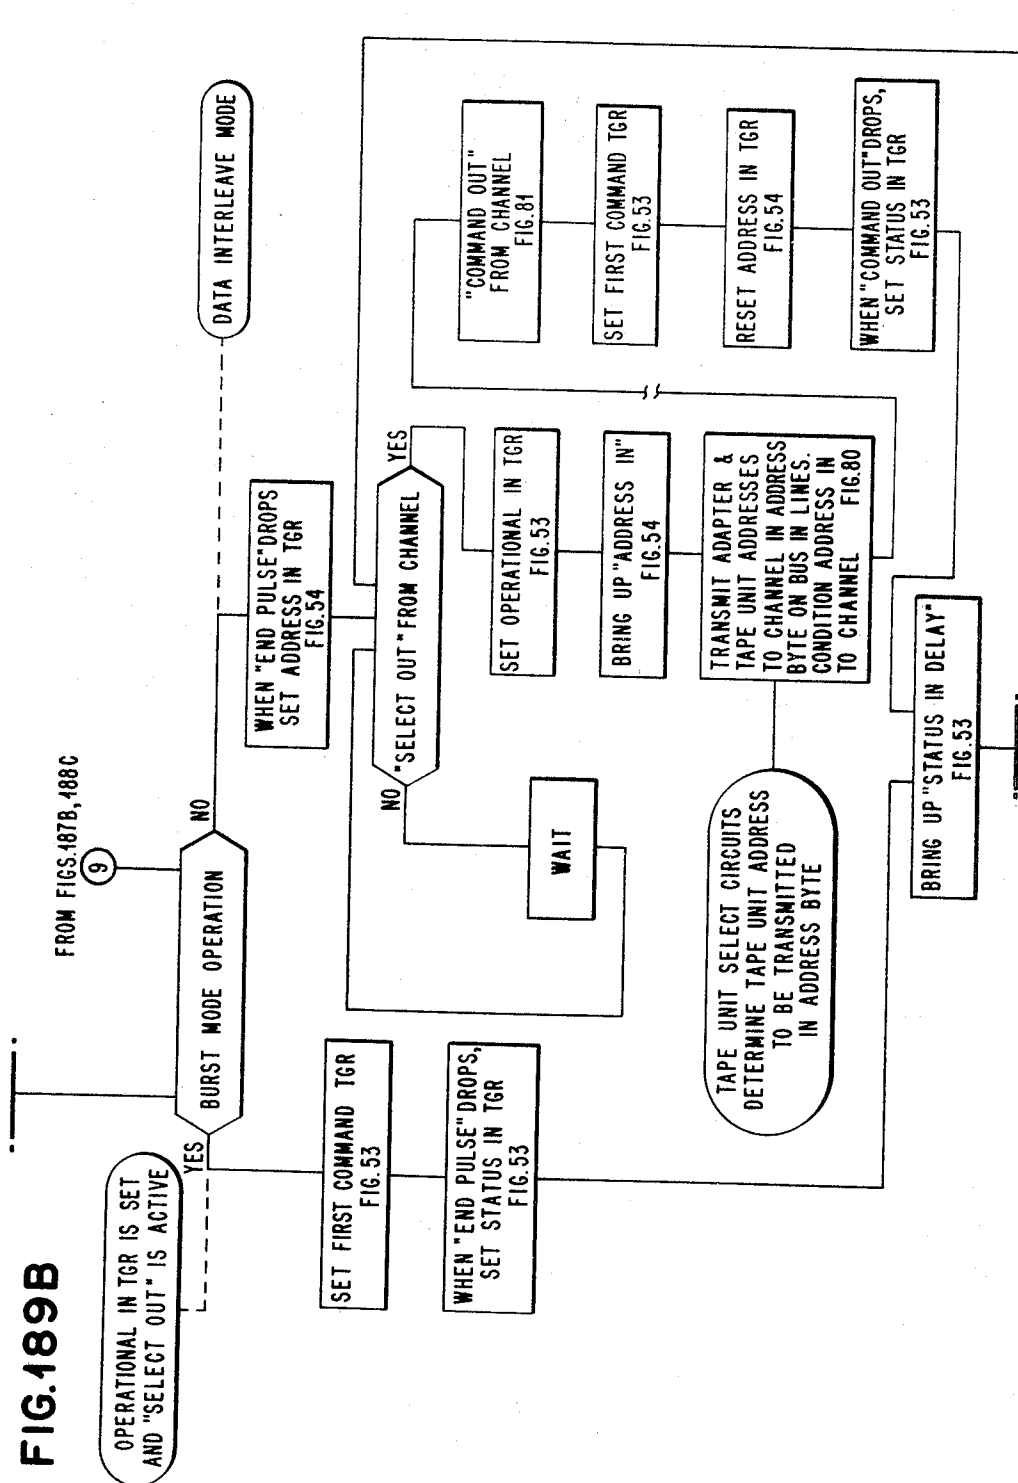 FIG.189B
FROM FIGS.187B,188C
9
OPERATIONAL IN TGR IS SET
AND "SELECT OUT" IS ACTIVE
BURST MODE OPERATION
YES
NO
DATA INTERLEAVE MODE
SET FIRST COMMAND TGR
FIG.53
WHEN "END PULSE" DROPS,
SET STATUS IN TGR
FIG.53
WHEN "END PULSE" DROPS
SET ADDRESS IN TGR
FIG.54
"SELECT OUT" FROM CHANNEL
NO
YES
WAIT
SET OPERATIONAL IN TGR
FIG.53
BRING UP "ADDRESS IN"
FIG.54
TRANSMIT ADAPTER &
TAPE UNIT ADDRESSES
TO CHANNEL IN ADDRESS
BYTE ON BUS IN LINES.
CONDITION ADDRESS IN
TO CHANNEL FIG.80
TAPE UNIT SELECT CIRCUITS
DETERMINE TAPE UNIT ADDRESS
TO BE TRANSMITTED
IN ADDRESS BYTE
"COMMAND OUT"
FROM CHANNEL
FIG.81
SET FIRST COMMAND TGR
FIG.53
RESET ADDRESS IN TGR
FIG.54
WHEN "COMMAND OUT" DROPS,
SET STATUS IN TGR
FIG.53
BRING UP "STATUS IN DELAY"
FIG.53